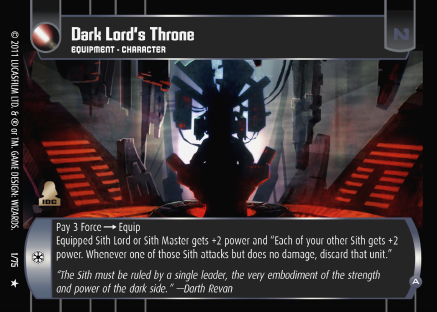 Dark Lord's Throne
EQUIPMENT - CHARACTER
N
© 2011 LUCASFILM LTD. & ® or TM. GAME DESIGN: WIZARDS.
1/75
IDC
Pay 3 Force → Equip
Equipped Sith Lord or Sith Master gets +2 power and “Each of your other Sith gets +2
power. Whenever one of those Sith attacks but does no damage, discard that unit.”
“The Sith must be ruled by a single leader, the very embodiment of the strength
and power of the dark side.” —Darth Revan
A